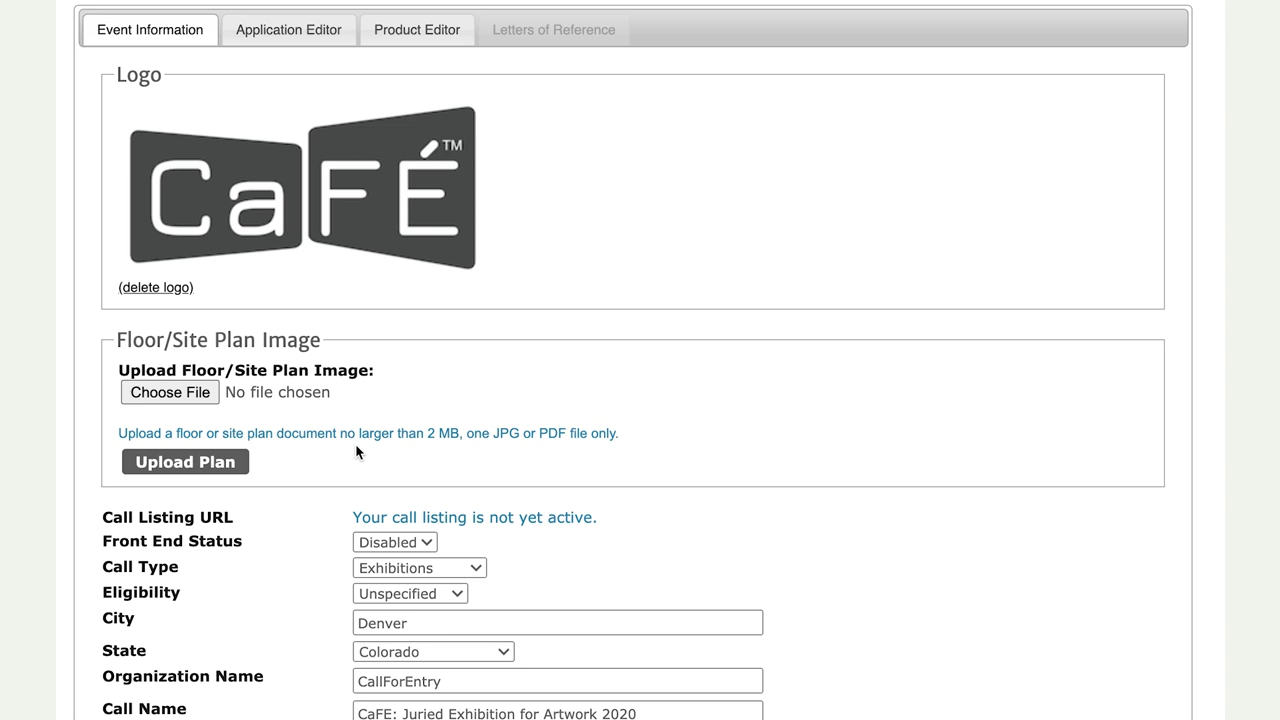 Event Information Application Editor Product Editor Letters of Reference
Logo
CaFÉ TM
(delete logo)
Floor/Site Plan Image
Upload Floor/Site Plan Image:
Choose File No file chosen
Upload a floor or site plan document no larger than 2 MB, one JPG or PDF file only.
Upload Plan
Call Listing URL Your call listing is not yet active.
Front End Status Disabled
Call Type Exhibitions
Eligibility Unspecified
City Denver
State Colorado
Organization Name CallForEntry
Call Name CaFE: Juried Exhibition for Artwork 2020